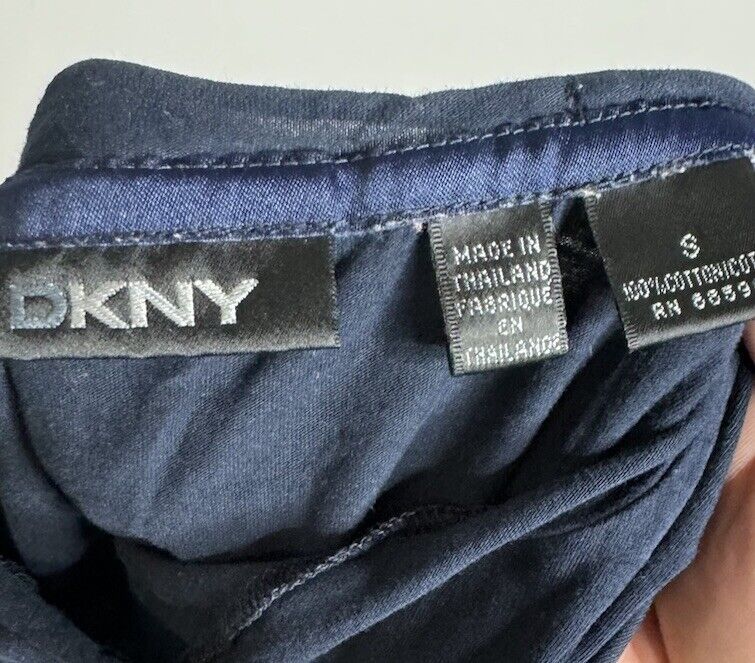 DKNY
MADE IN
THAILAND
FABRIQUE
EN
THAILANDE
S
100% COTTON/COT
RN